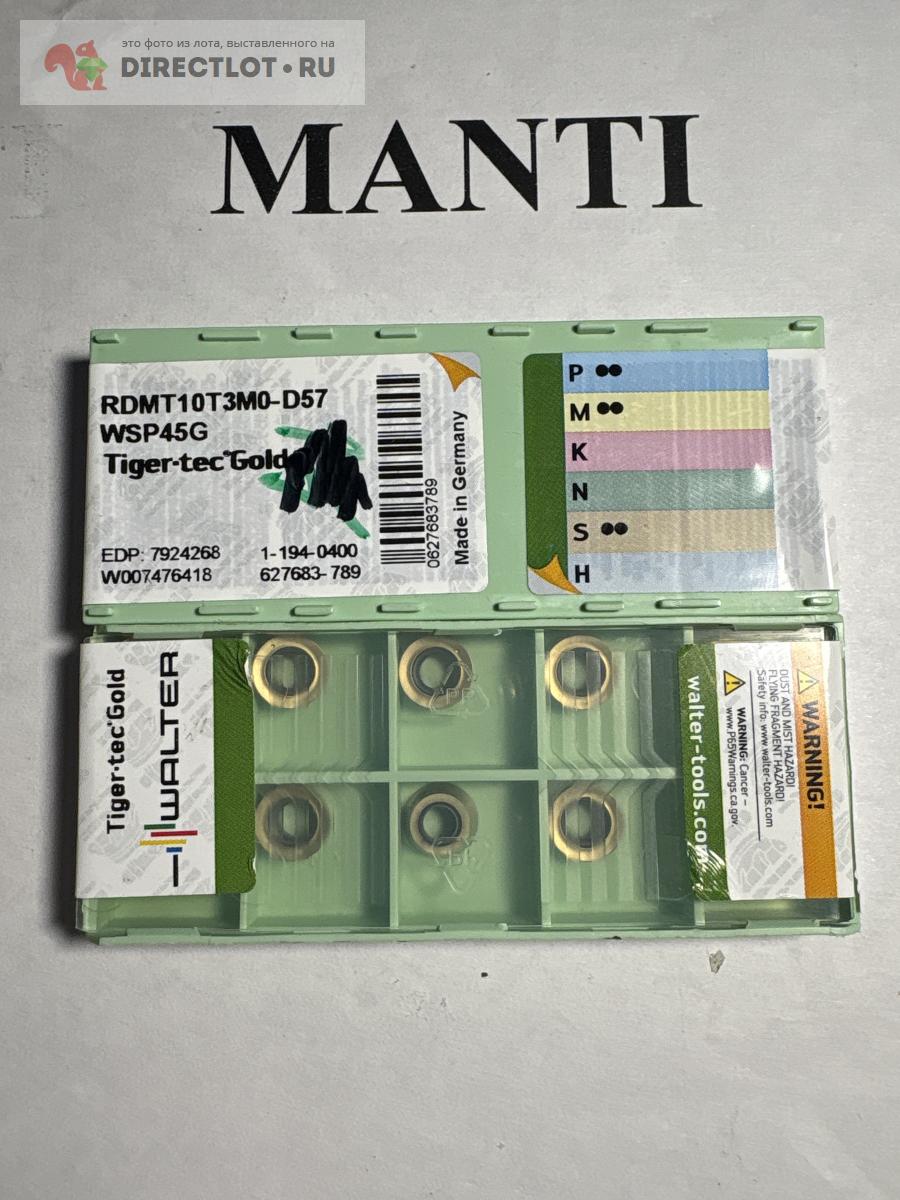 это фото из лота, выставленного на
DIRECTLOT•RU
MANTI
RDMT10T3M0-D57
WSP45G
Tiger·tec®Gold
EDP: 7924268
1-194-0400
W007476418
627683-789
0627683789
Made in Germany
P ●●
M ●●
K
N
S ●●
H
Tiger·tec®Gold
WALTER
walter-tools.com
WARNING!
DUST AND MIST HAZARD!
FLYING FRAGMENT HAZARD!
Safety info: www.walter-tools.com
WARNING: Cancer –
www.P65Warnings.ca.gov.